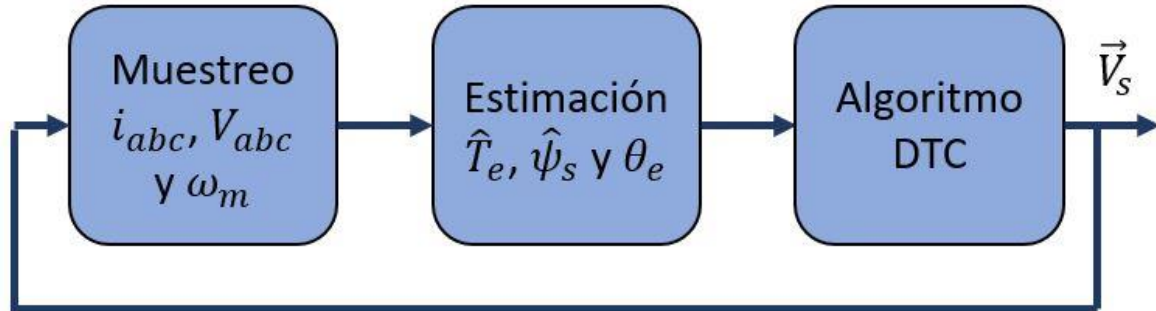 Muestreo
i_abc, V_abc
y ω_m
Estimación
T̂_e, ψ̂_s y θ_e
Algoritmo
DTC
V⃗_s